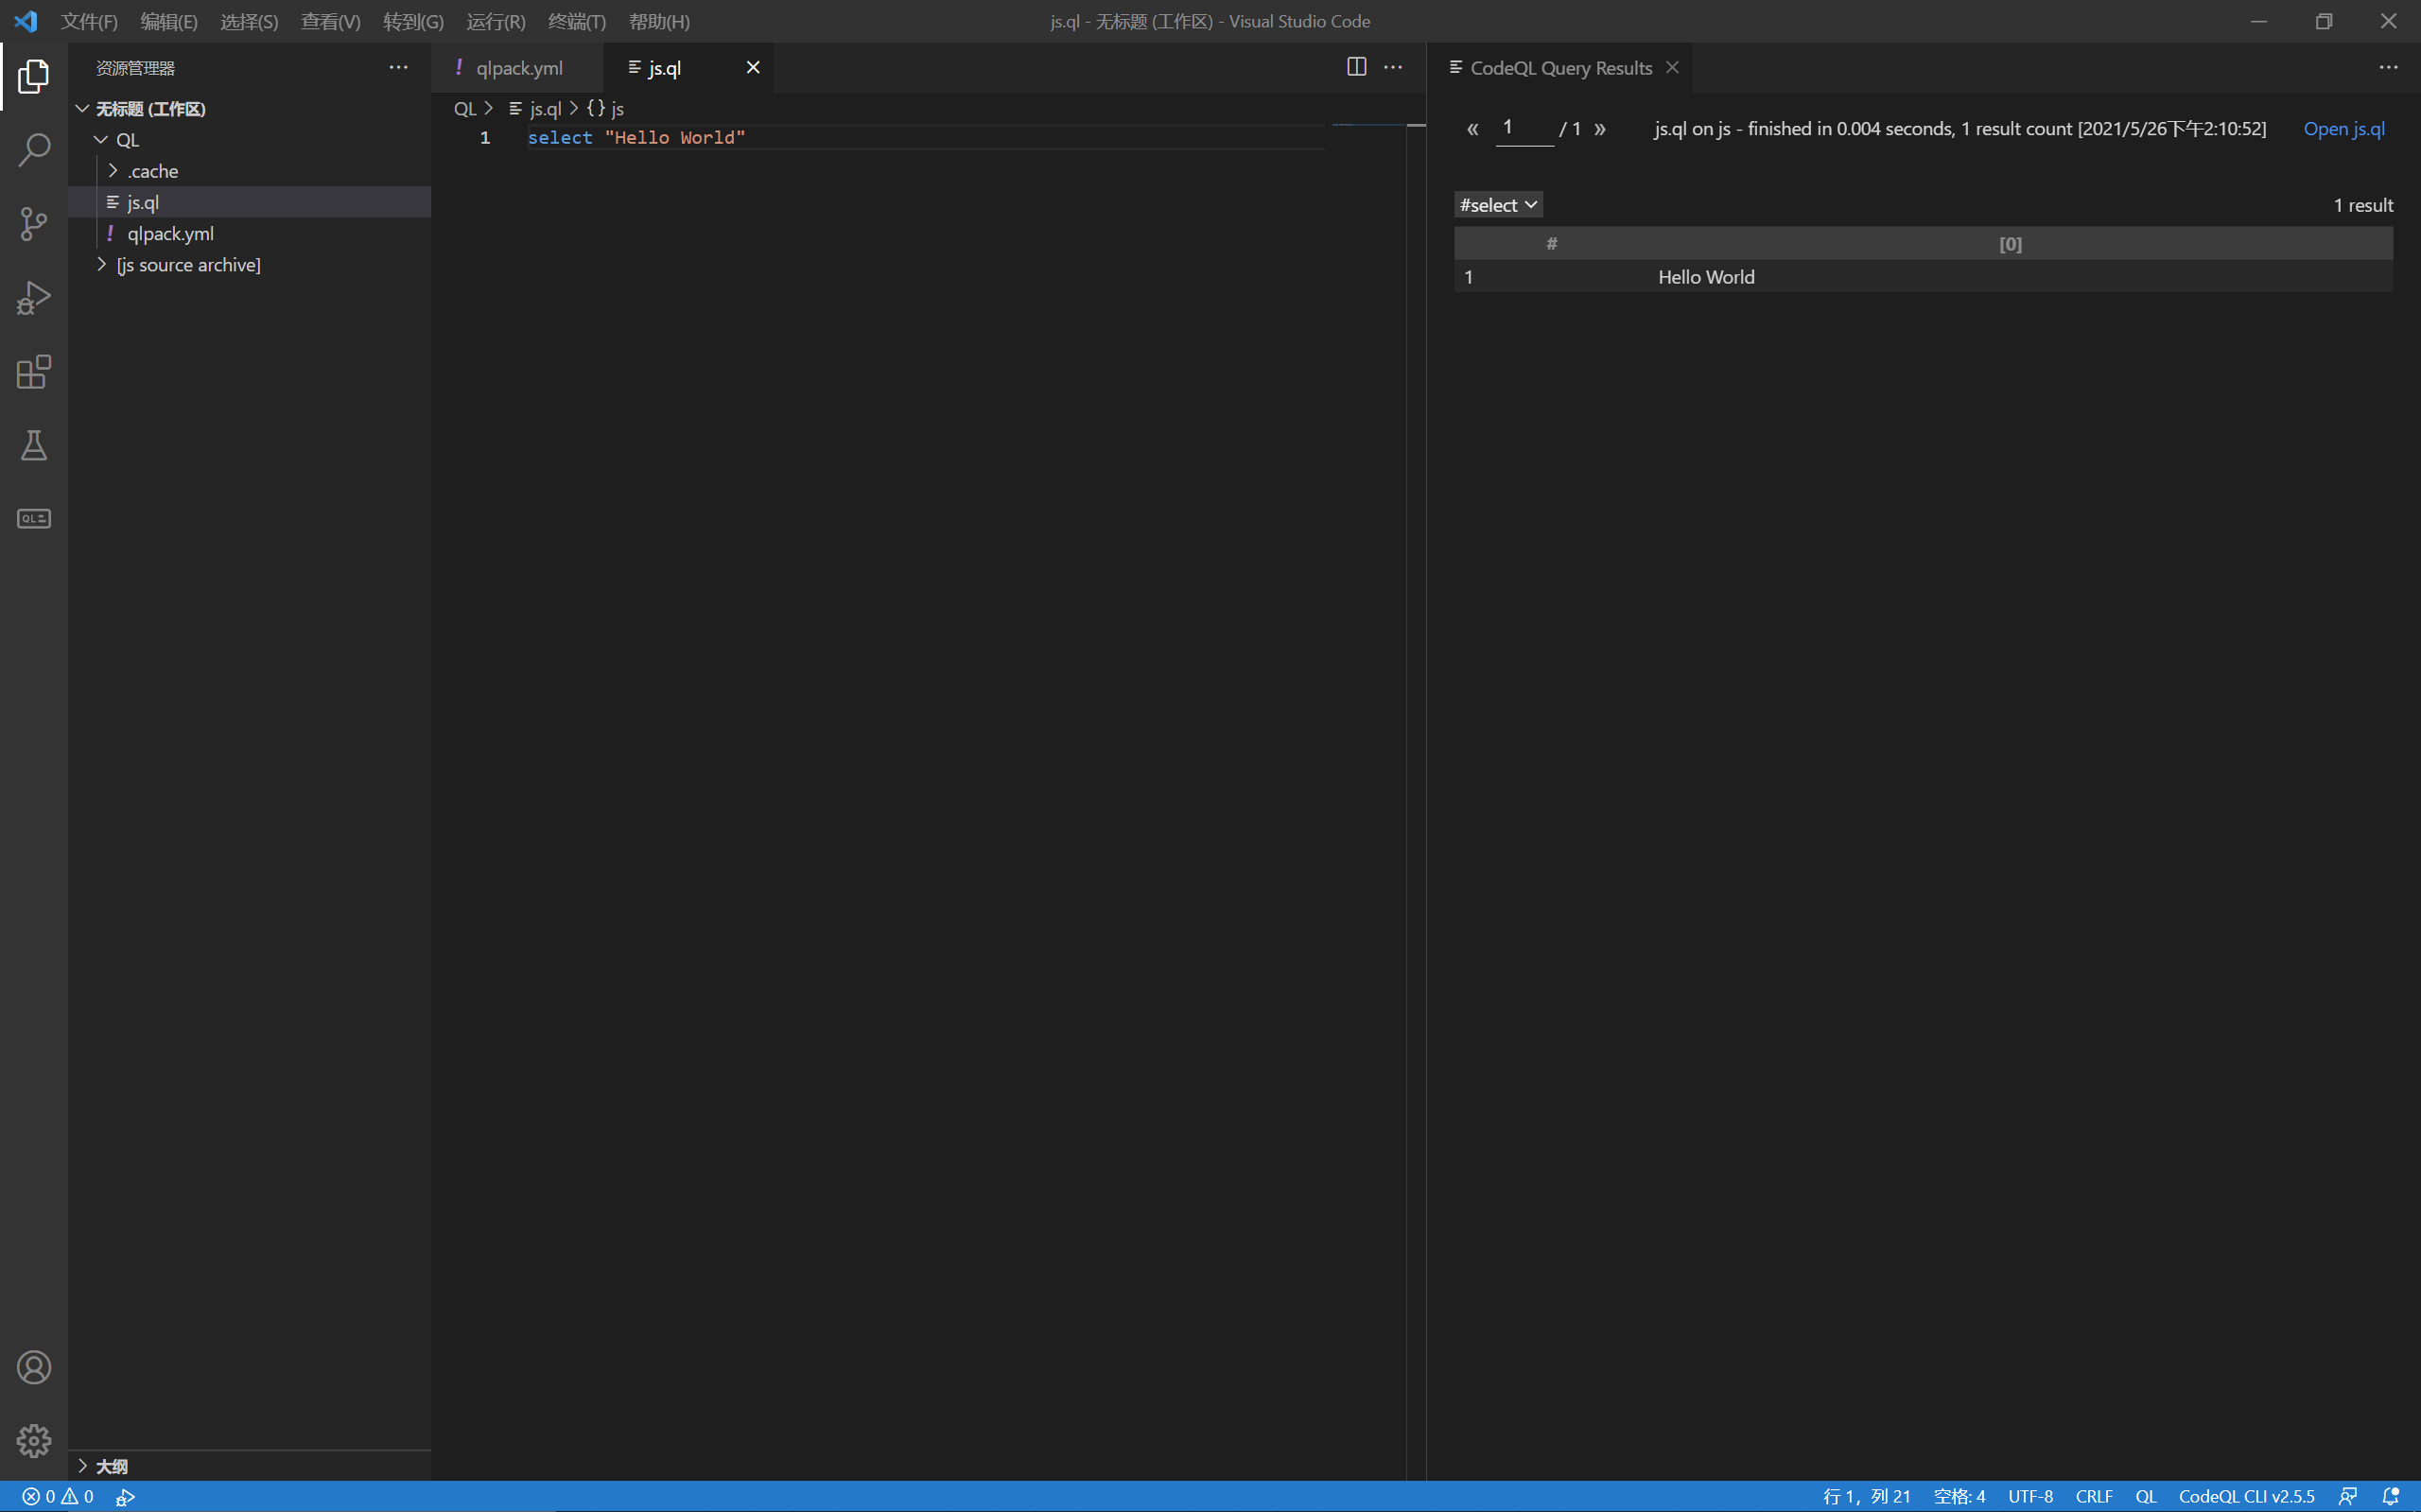 文件(F) 编辑(E) 选择(S) 查看(V) 转到(G) 运行(R) 终端(T) 帮助(H) js.ql - 无标题 (工作区) - Visual Studio Code
资源管理器
无标题 (工作区)
QL
.cache
js.ql
! qlpack.yml
[js source archive]
大纲
! qlpack.yml js.ql
QL > js.ql > {} js
1 select "Hello World"
CodeQL Query Results
« 1 / 1 » js.ql on js - finished in 0.004 seconds, 1 result count [2021/5/26下午2:10:52] Open js.ql
#select 1 result
# [0]
1 Hello World
QL
0 0 行 1，列 21 空格: 4 UTF-8 CRLF QL CodeQL CLI v2.5.5